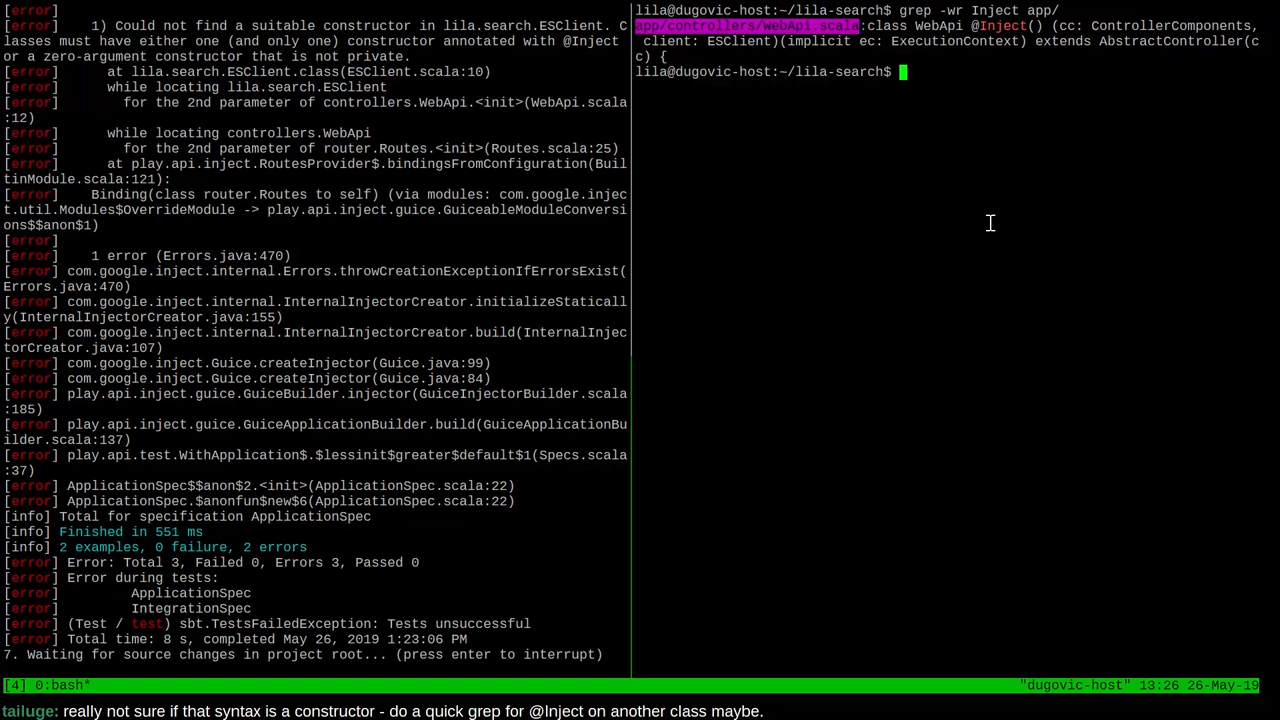 [error]
[error]     1) Could not find a suitable constructor in lila.search.ESClient. C
lasses must have either one (and only one) constructor annotated with @Inject
or a zero-argument constructor that is not private.
[error]       at lila.search.ESClient.class(ESClient.scala:10)
[error]       while locating lila.search.ESClient
[error]         for the 2nd parameter of controllers.WebApi.<init>(WebApi.scala
:12)
[error]       while locating controllers.WebApi
[error]         for the 2nd parameter of router.Routes.<init>(Routes.scala:25)
[error]       at play.api.inject.RoutesProvider$.bindingsFromConfiguration(Buil
tinModule.scala:121):
[error]     Binding(class router.Routes to self) (via modules: com.google.injec
t.util.Modules$OverrideModule -> play.api.inject.guice.GuiceableModuleConversi
ons$$anon$1)
[error]
[error]     1 error (Errors.java:470)
[error] com.google.inject.internal.Errors.throwCreationExceptionIfErrorsExist(
Errors.java:470)
[error] com.google.inject.internal.InternalInjectorCreator.initializeStaticall
y(InternalInjectorCreator.java:155)
[error] com.google.inject.internal.InternalInjectorCreator.build(InternalInjec
torCreator.java:107)
[error] com.google.inject.Guice.createInjector(Guice.java:99)
[error] com.google.inject.Guice.createInjector(Guice.java:84)
[error] play.api.inject.guice.GuiceBuilder.injector(GuiceInjectorBuilder.scala
:185)
[error] play.api.inject.guice.GuiceApplicationBuilder.build(GuiceApplicationBu
ilder.scala:137)
[error] play.api.test.WithApplication$.$lessinit$greater$default$1(Specs.scala
:37)
[error] ApplicationSpec$$anon$2.<init>(ApplicationSpec.scala:22)
[error] ApplicationSpec.$anonfun$new$6(ApplicationSpec.scala:22)
[info] Total for specification ApplicationSpec
[info] Finished in 551 ms
[info] 2 examples, 0 failure, 2 errors
[error] Error: Total 3, Failed 0, Errors 3, Passed 0
[error] Error during tests:
[error]         ApplicationSpec
[error]         IntegrationSpec
[error] (Test / test) sbt.TestsFailedException: Tests unsuccessful
[error] Total time: 8 s, completed May 26, 2019 1:23:06 PM
7. Waiting for source changes in project root... (press enter to interrupt)
lila@dugovic-host:~/lila-search$ grep -wr Inject app/
app/controllers/WebApi.scala:class WebApi @Inject() (cc: ControllerComponents,
 client: ESClient)(implicit ec: ExecutionContext) extends AbstractController(c
c) {
lila@dugovic-host:~/lila-search$
[4] 0:bash* "dugovic-host" 13:26 26-May-19
tailuge: really not sure if that syntax is a constructor - do a quick grep for @Inject on another class maybe.